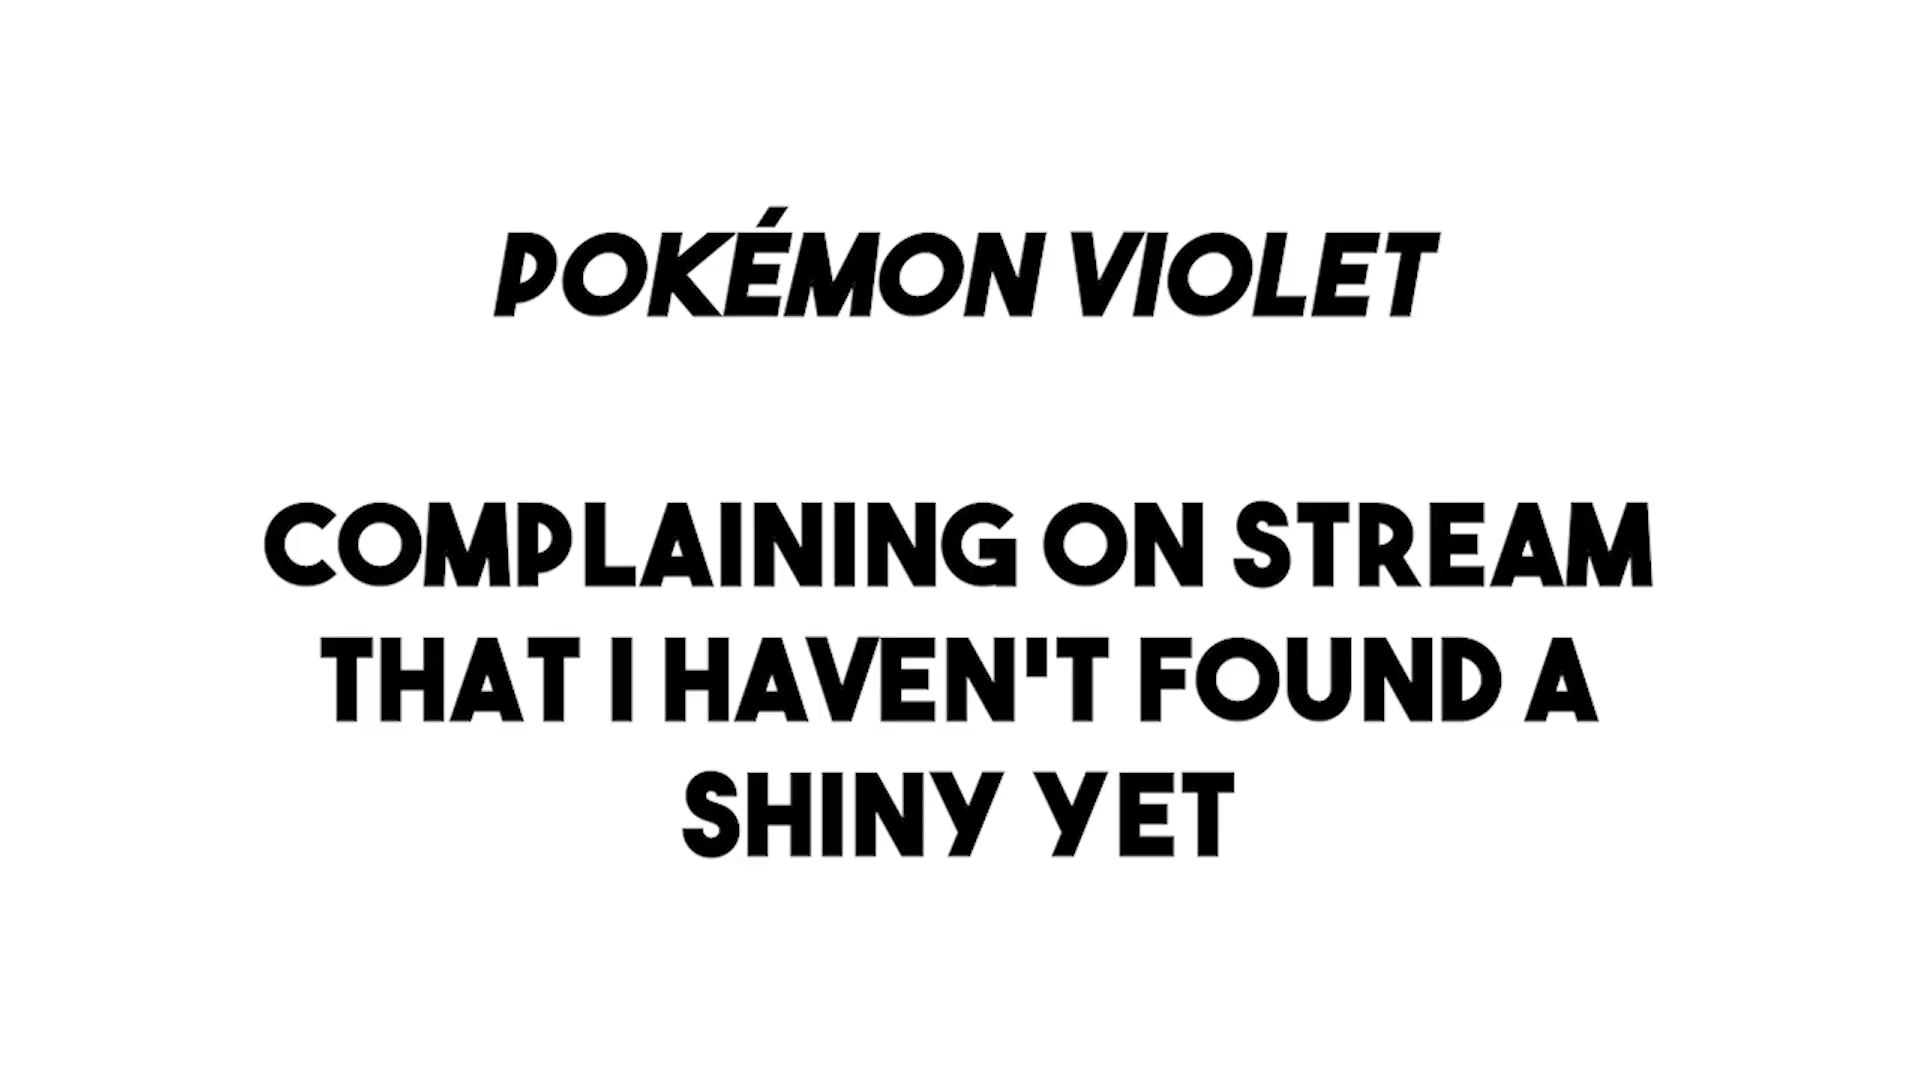 POKÉMON VIOLET
COMPLAINING ON STREAM
THAT I HAVEN'T FOUND A
SHINY YET